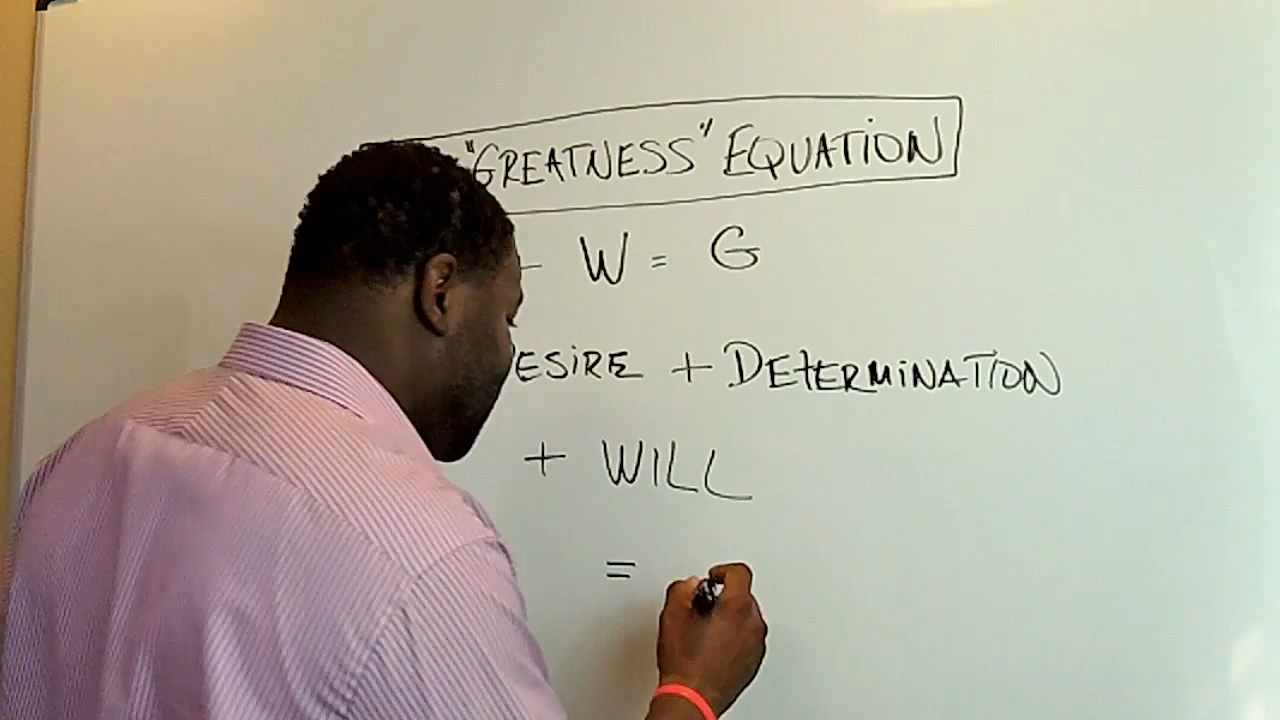 "GREATNESS" EQUATION
W = G
ESIRE + DETERMINATION
+ WILL
=